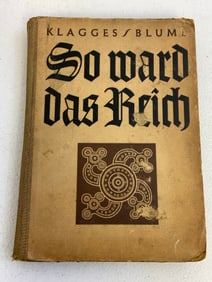 KLAGGES / BLUME
So ward
das Reich